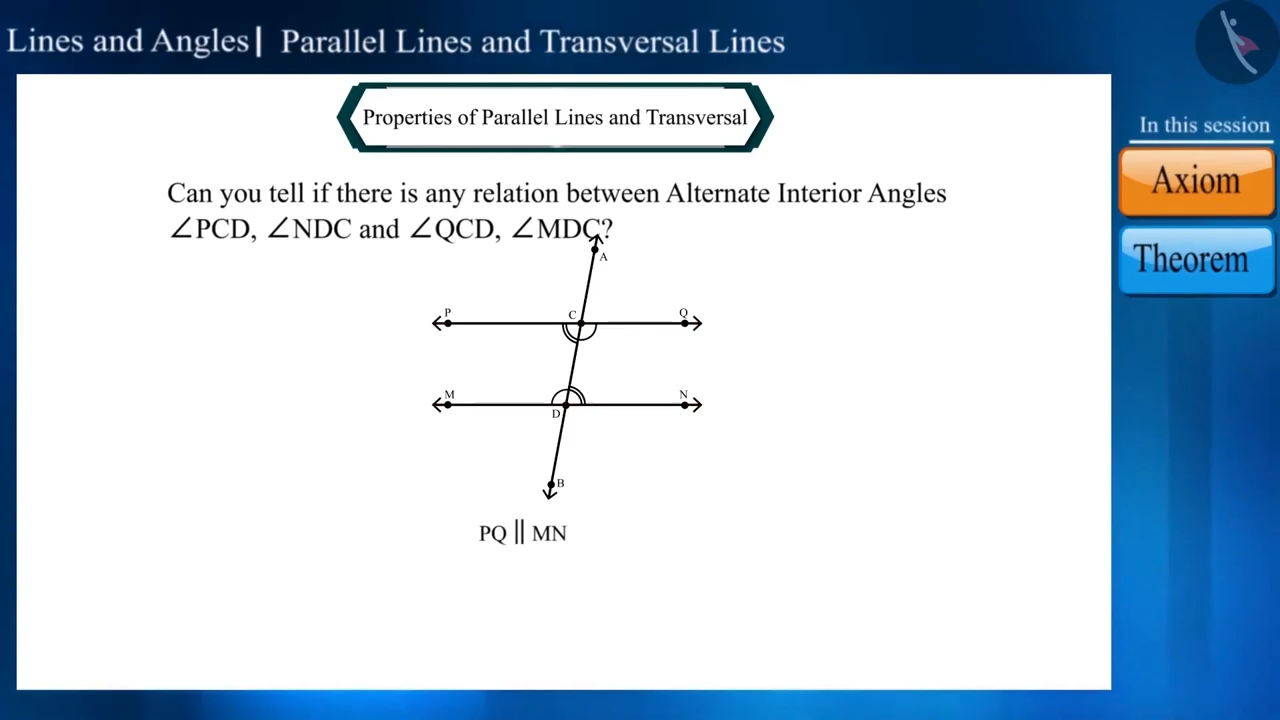 Lines and Angles| Parallel Lines and Transversal Lines
In this session
Axiom
Theorem
Properties of Parallel Lines and Transversal
Can you tell if there is any relation between Alternate Interior Angles
∠PCD, ∠NDC and ∠QCD, ∠MDC?
A
P C Q
M N
D
B
PQ || MN